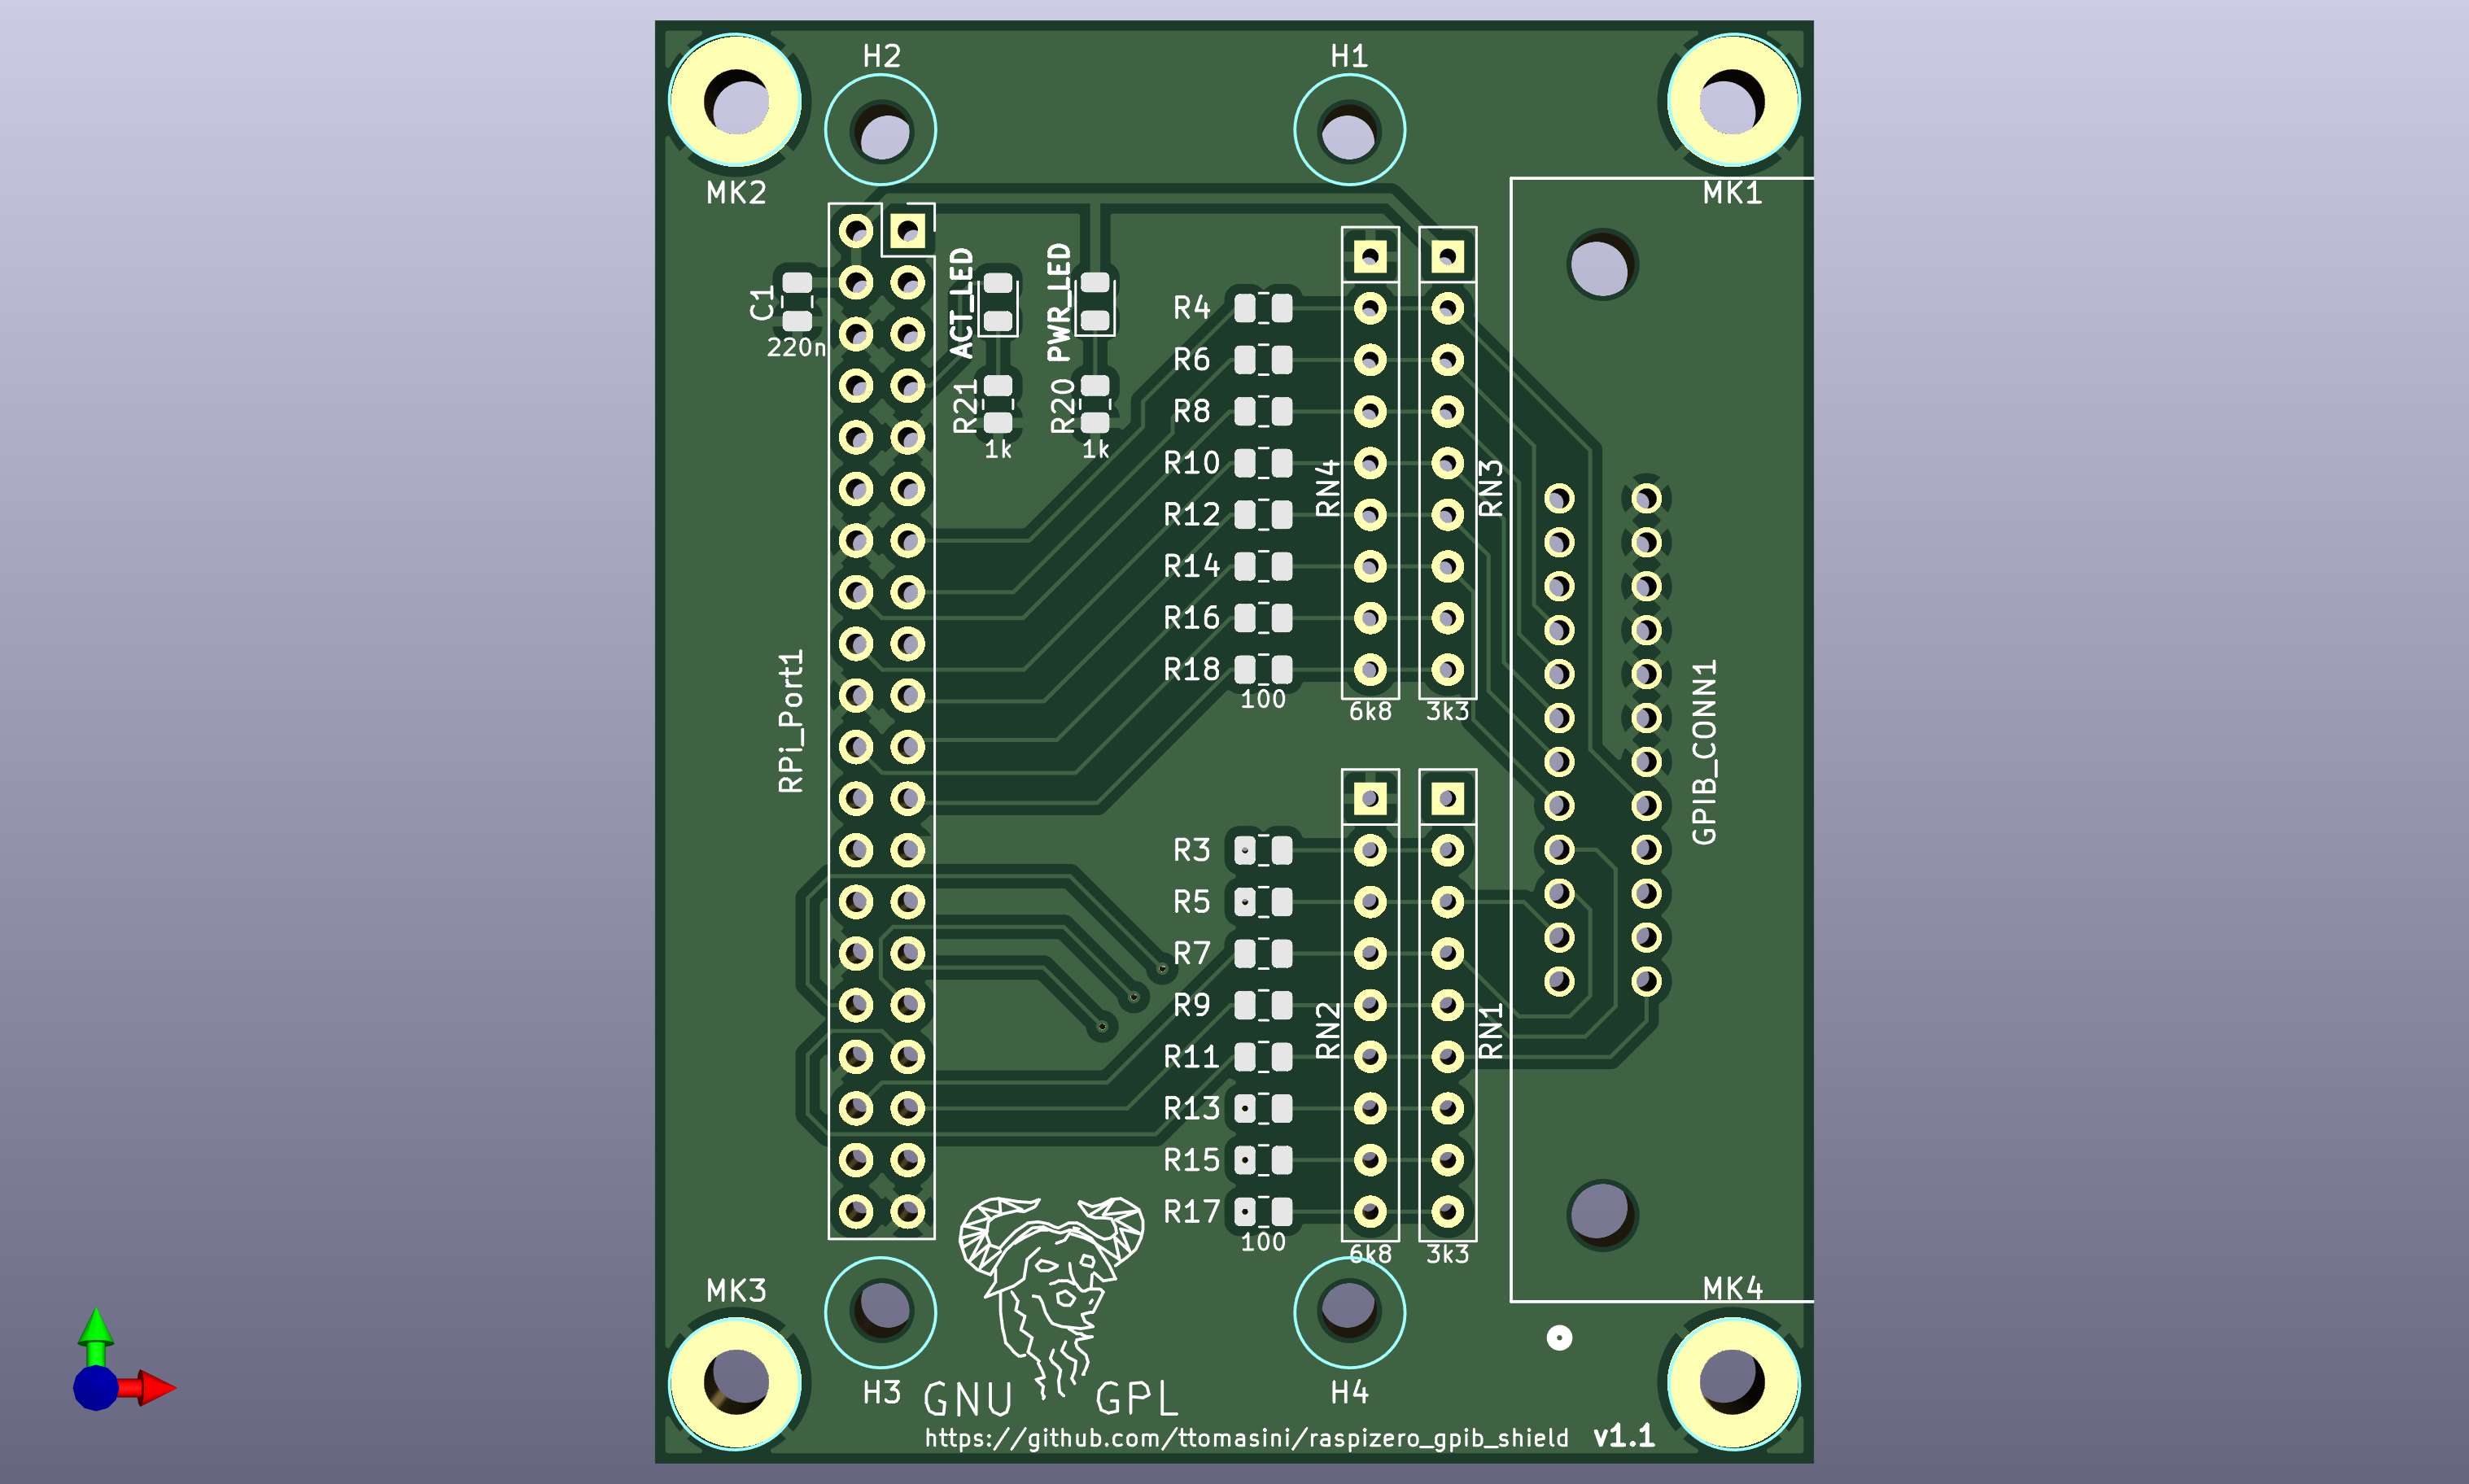 H2
H1
MK2
MK1
C1
220n
ACT_LED
PWR_LED
R21
1k
R20
1k
R4
R6
R8
R10
R12
R14
R16
R18
100
RN4
RN3
6k8
3k3
RPi_Port1
GPIB_CONN1
R3
R5
R7
R9
R11
R13
R15
R17
100
RN2
RN1
6k8
3k3
MK3
MK4
H3
GNU GPL
H4
https://github.com/ttomasini/raspizero_gpib_shield v1.1